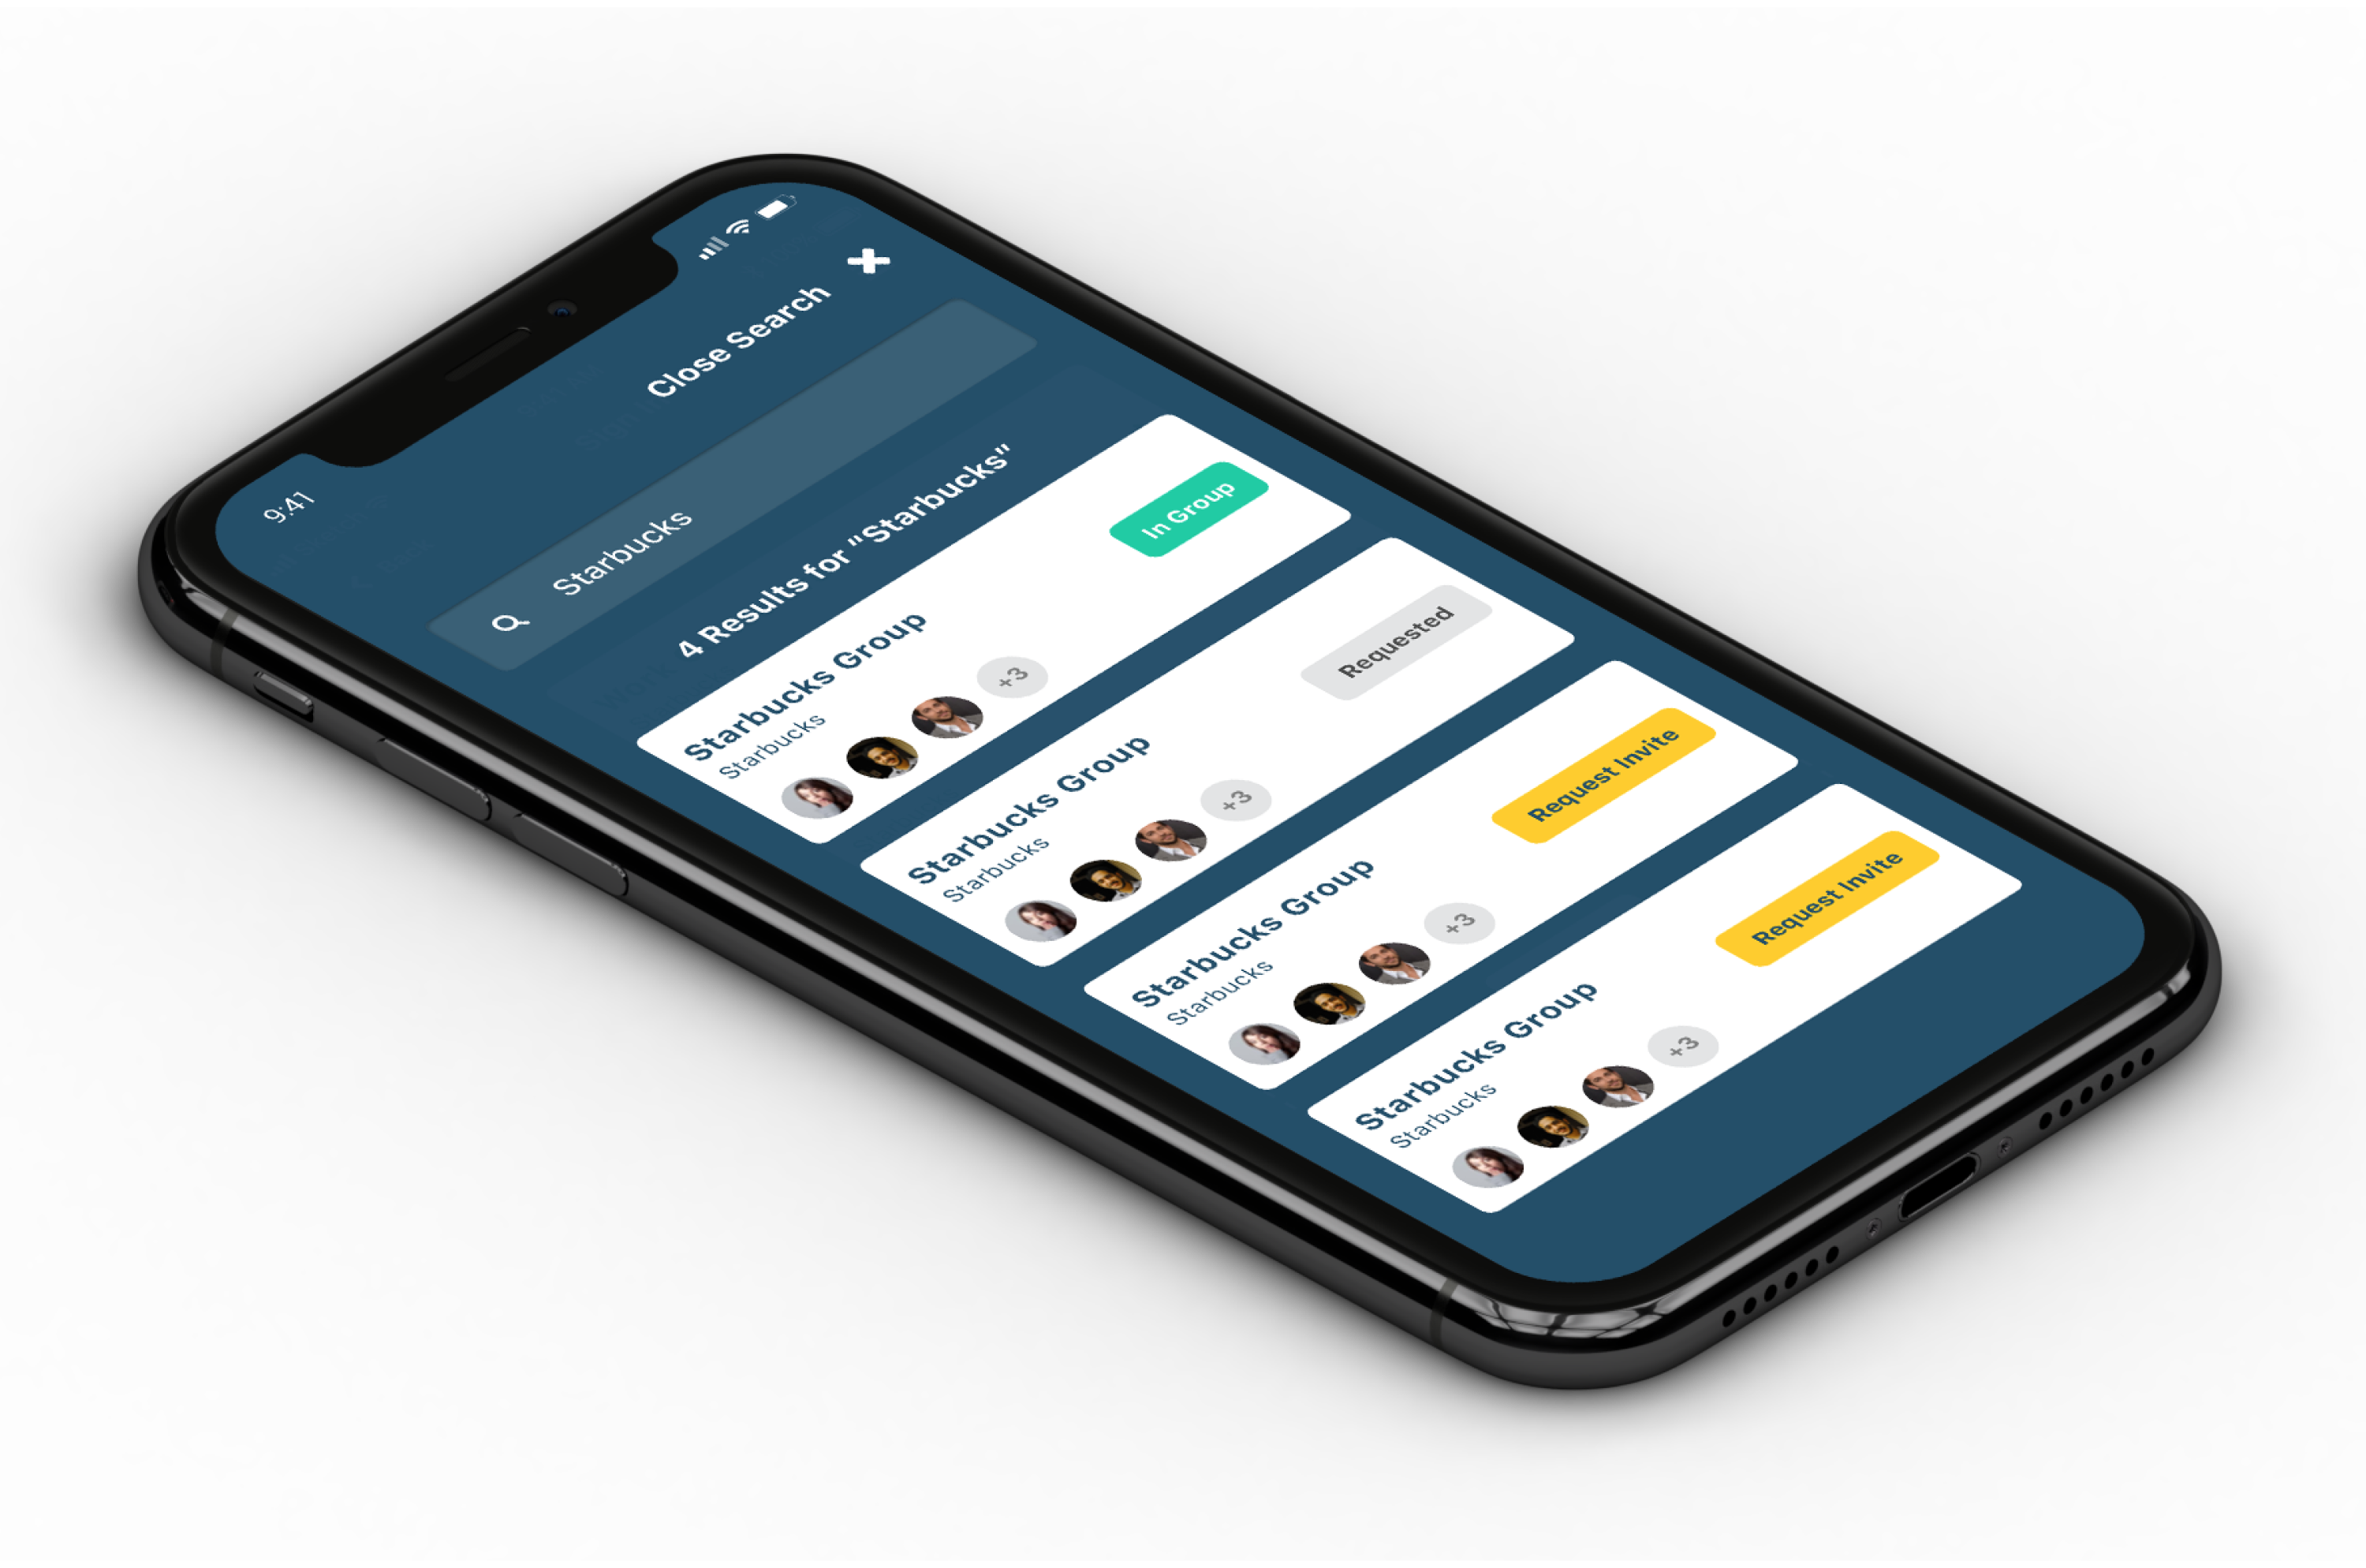 9:41
Close Search
Starbucks
4 Results for "Starbucks"
Starbucks Group
In Group
Starbucks
+3
Starbucks Group
Requested
Starbucks
+3
Starbucks Group
Request Invite
Starbucks
+3
Starbucks Group
Request Invite
Starbucks
+3